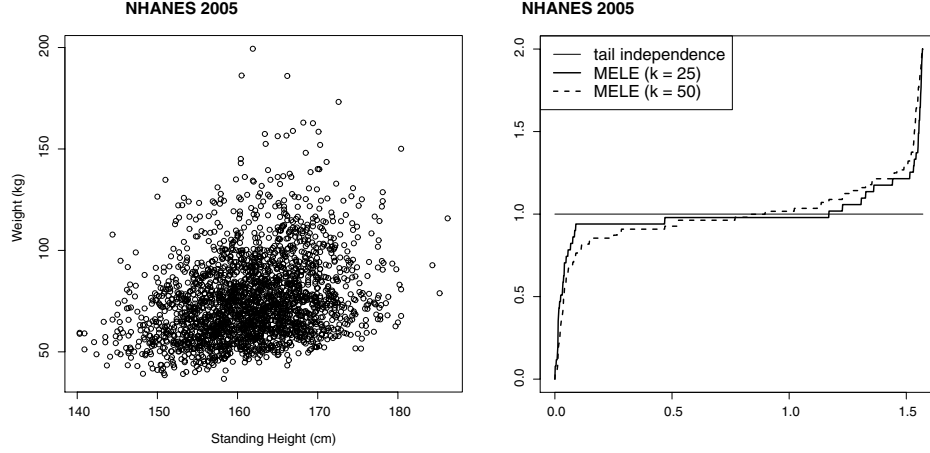 NHANES 2005
200
150
100
50
Weight (kg)
140 150 160 170 180
Standing Height (cm)
NHANES 2005
tail independence
MELE (k = 25)
MELE (k = 50)
2.0
1.5
1.0
0.5
0.0
0.0 0.5 1.0 1.5